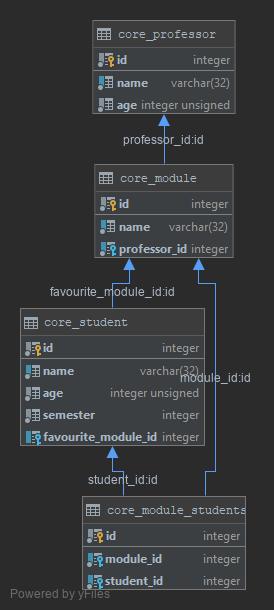 core_professor
id integer
name varchar(32)
age integer unsigned
professor_id:id
core_module
id integer
name varchar(32)
professor_id integer
favourite_module_id:id
core_student
id integer
name varchar(32)
module_id:id
age integer unsigned
semester integer
favourite_module_id integer
student_id:id
core_module_students
id integer
module_id integer
student_id integer
Powered by yFiles